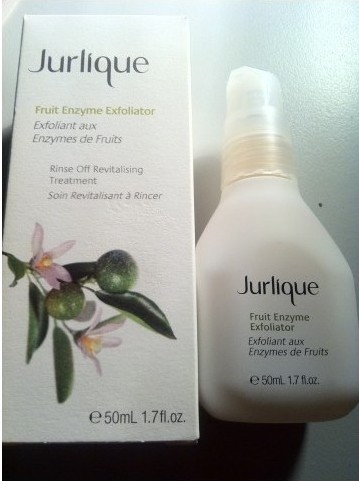 Jurlique
Fruit Enzyme Exfoliator
Exfoliant aux
Enzymes de Fruits
Rinse Off Revitalising
Treatment
Soin Revitalisant à Rincer
℮50mL 1.7fl.oz.
Jurlique
Fruit Enzyme
Exfoliator
Exfoliant aux
Enzymes de Fruits
℮50mL 1.7 fl.oz.